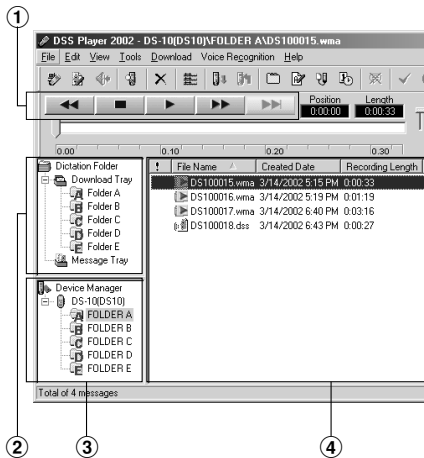 ①
DSS Player 2002 - DS-10(DS10)\FOLDER A\DS100015.wma
File Edit View Tools Download Voice Recognition Help
Position Length
0:00:00 0:00:33
0.00 0.10 0.20 0.30
Dictation Folder
Download Tray
A Folder A
B Folder B
C Folder C
D Folder D
E Folder E
Message Tray
! File Name Created Date Recording Length
DS100015.wma 3/14/2002 5:15 PM 0:00:33
DS100016.wma 3/14/2002 5:19 PM 0:01:19
DS100017.wma 3/14/2002 6:40 PM 0:03:16
DS100018.dss 3/14/2002 6:43 PM 0:00:27
Device Manager
DS-10(DS10)
A FOLDER A
B FOLDER B
C FOLDER C
D FOLDER D
E FOLDER E
Total of 4 messages
② ③ ④